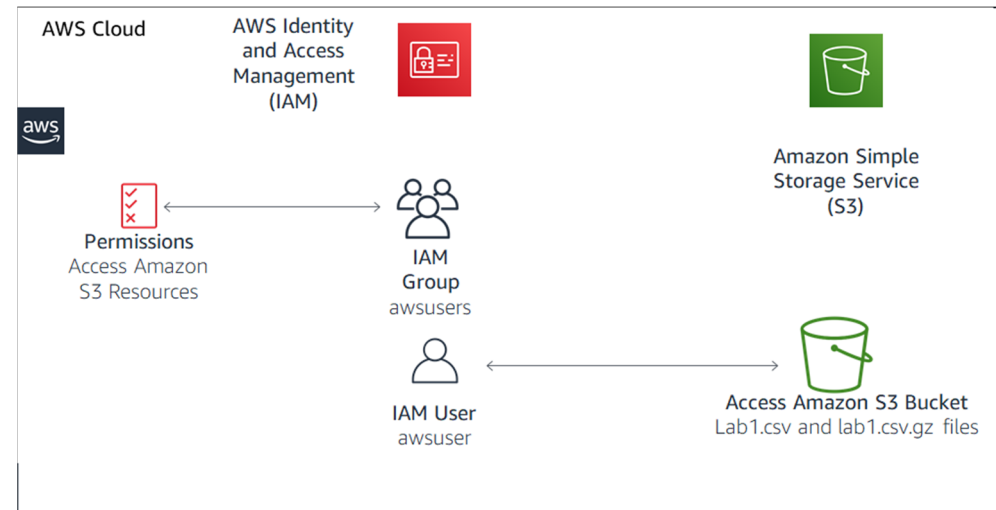 AWS Cloud
AWS Identity
and Access
Management
(IAM)
aws
Amazon Simple
Storage Service
(S3)
Permissions
Access Amazon
S3 Resources
IAM
Group
awsusers
IAM User
awsuser
Access Amazon S3 Bucket
Lab1.csv and lab1.csv.gz files